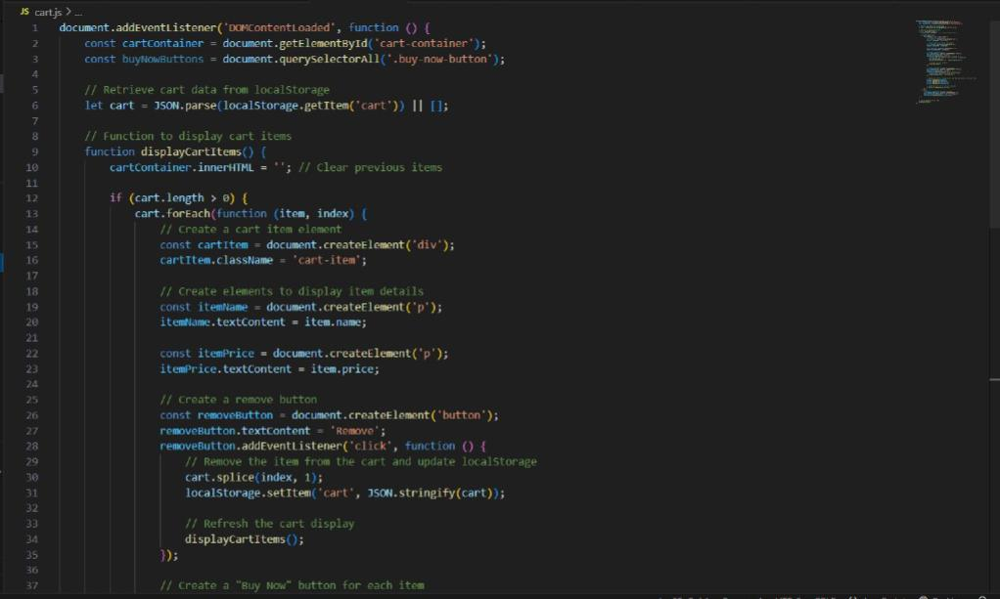 JS cart.js > ...
1 document.addEventListener('DOMContentLoaded', function () {
2     const cartContainer = document.getElementById('cart-container');
3     const buyNowButtons = document.querySelectorAll('.buy-now-button');
4
5     // Retrieve cart data from localStorage
6     let cart = JSON.parse(localStorage.getItem('cart')) || [];
7
8     // Function to display cart items
9     function displayCartItems() {
10         cartContainer.innerHTML = ''; // Clear previous items
11
12         if (cart.length > 0) {
13             cart.forEach(function (item, index) {
14                 // Create a cart item element
15                 const cartItem = document.createElement('div');
16                 cartItem.className = 'cart-item';
17
18                 // Create elements to display item details
19                 const itemName = document.createElement('p');
20                 itemName.textContent = item.name;
21
22                 const itemPrice = document.createElement('p');
23                 itemPrice.textContent = item.price;
24
25                 // Create a remove button
26                 const removeButton = document.createElement('button');
27                 removeButton.textContent = 'Remove';
28                 removeButton.addEventListener('click', function () {
29                     // Remove the item from the cart and update localStorage
30                     cart.splice(index, 1);
31                     localStorage.setItem('cart', JSON.stringify(cart));
32
33                     // Refresh the cart display
34                     displayCartItems();
35                 });
36
37                 // Create a "Buy Now" button for each item